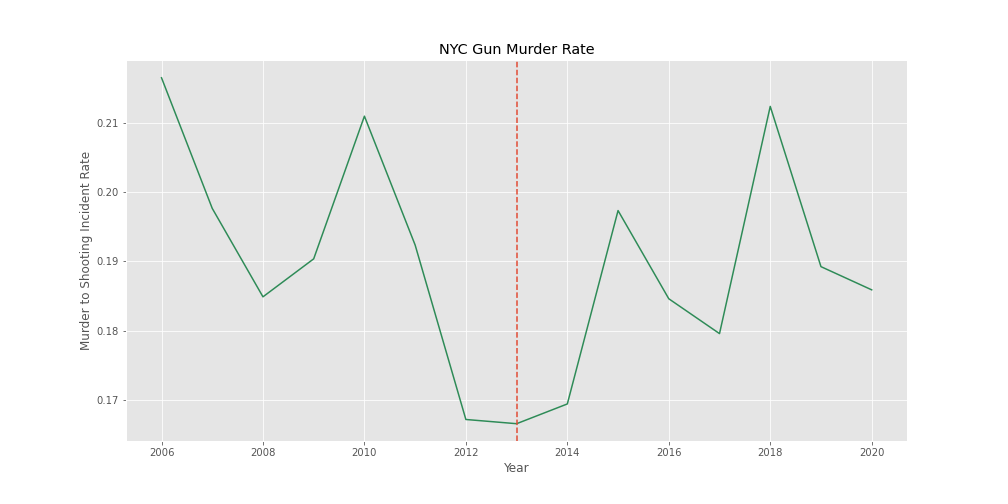 NYC Gun Murder Rate
Murder to Shooting Incident Rate
0.21
0.20
0.19
0.18
0.17
2006 2008 2010 2012 2014 2016 2018 2020
Year